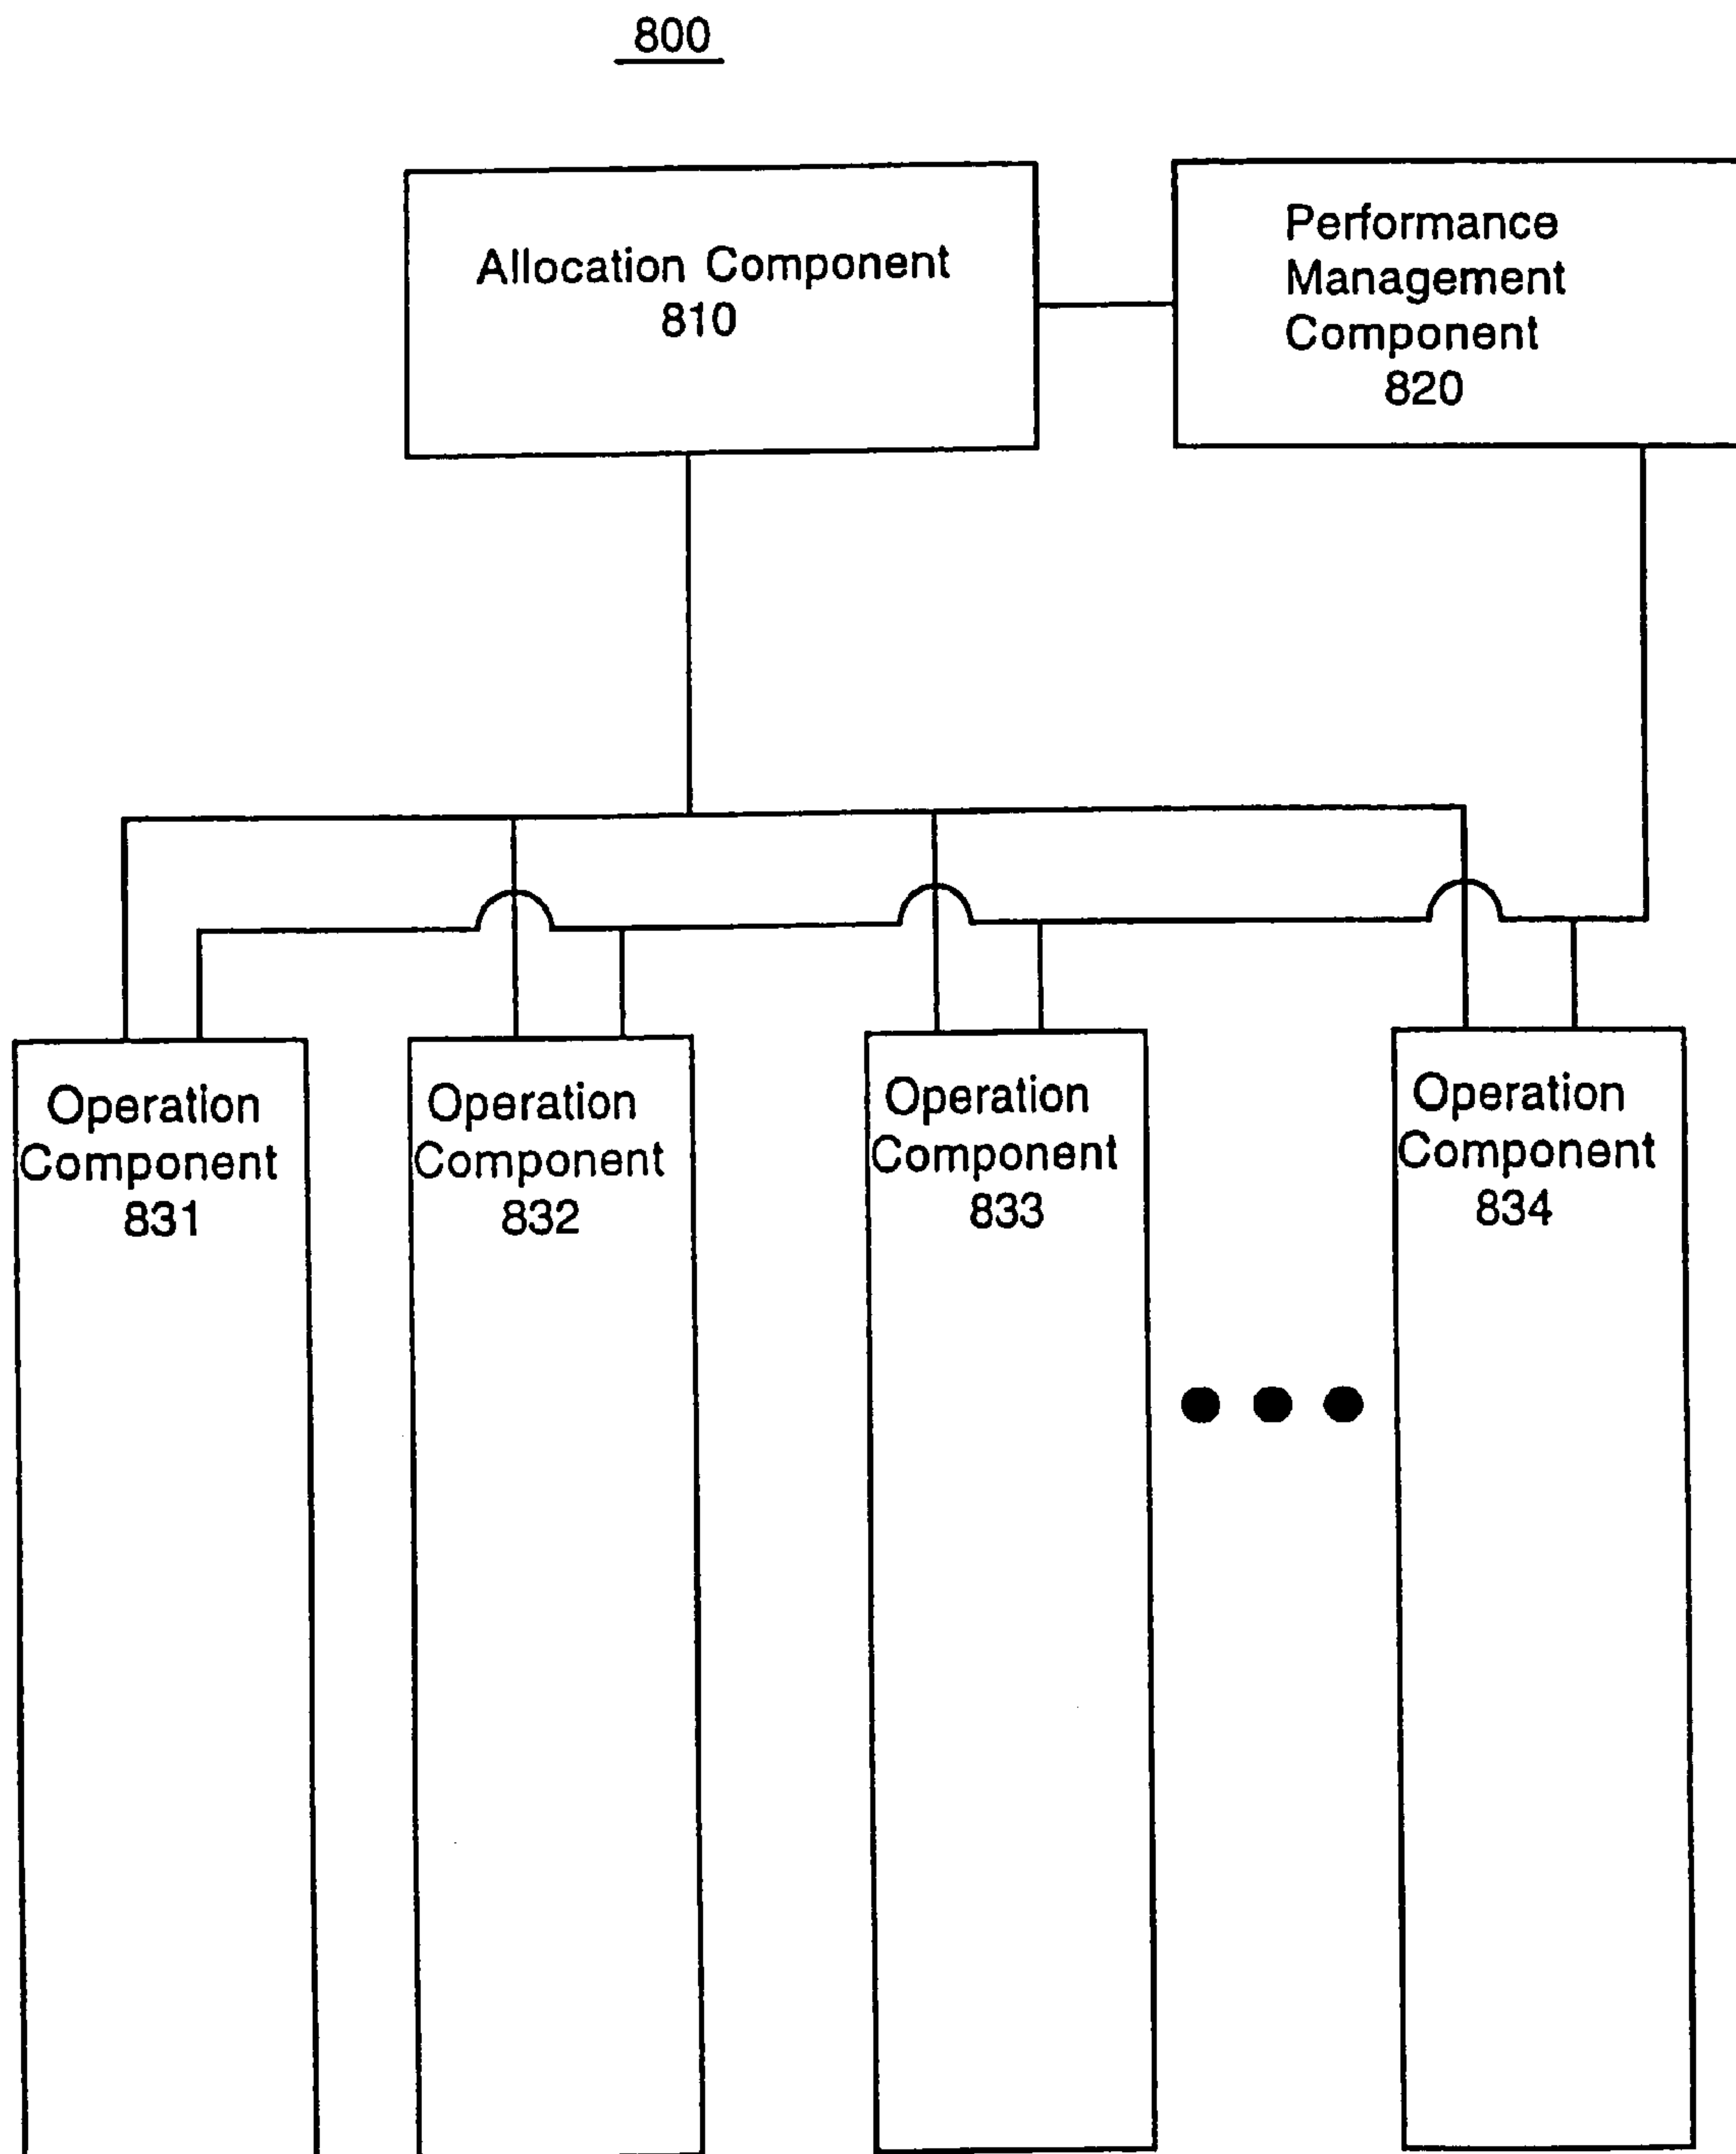 800
Allocation Component
810
Performance
Management
Component
820
Operation
Component
831
Operation
Component
832
Operation
Component
833
Operation
Component
834